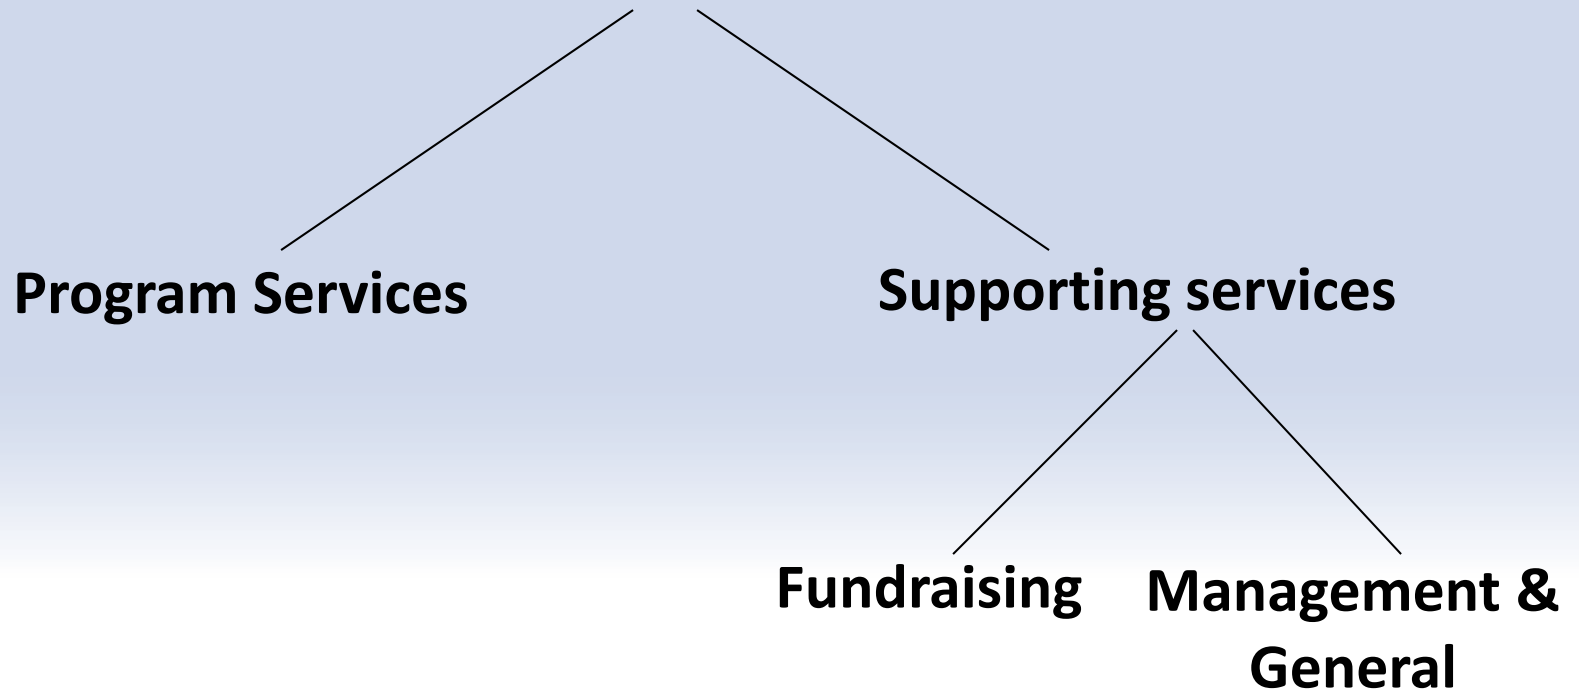 Program Services
Supporting services
Fundraising
Management &
General